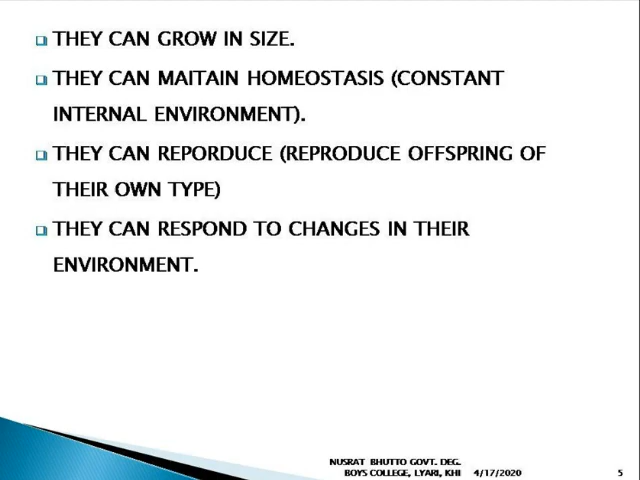 THEY CAN GROW IN SIZE.
THEY CAN MAITAIN HOMEOSTASIS (CONSTANT
INTERNAL ENVIRONMENT).
THEY CAN REPORDUCE (REPRODUCE OFFSPRING OF
THEIR OWN TYPE)
THEY CAN RESPOND TO CHANGES IN THEIR
ENVIRONMENT.
NUSRAT BHUTTO GOVT. DEG.
BOYS COLLEGE, LYARI, KHI 4/17/2020 5